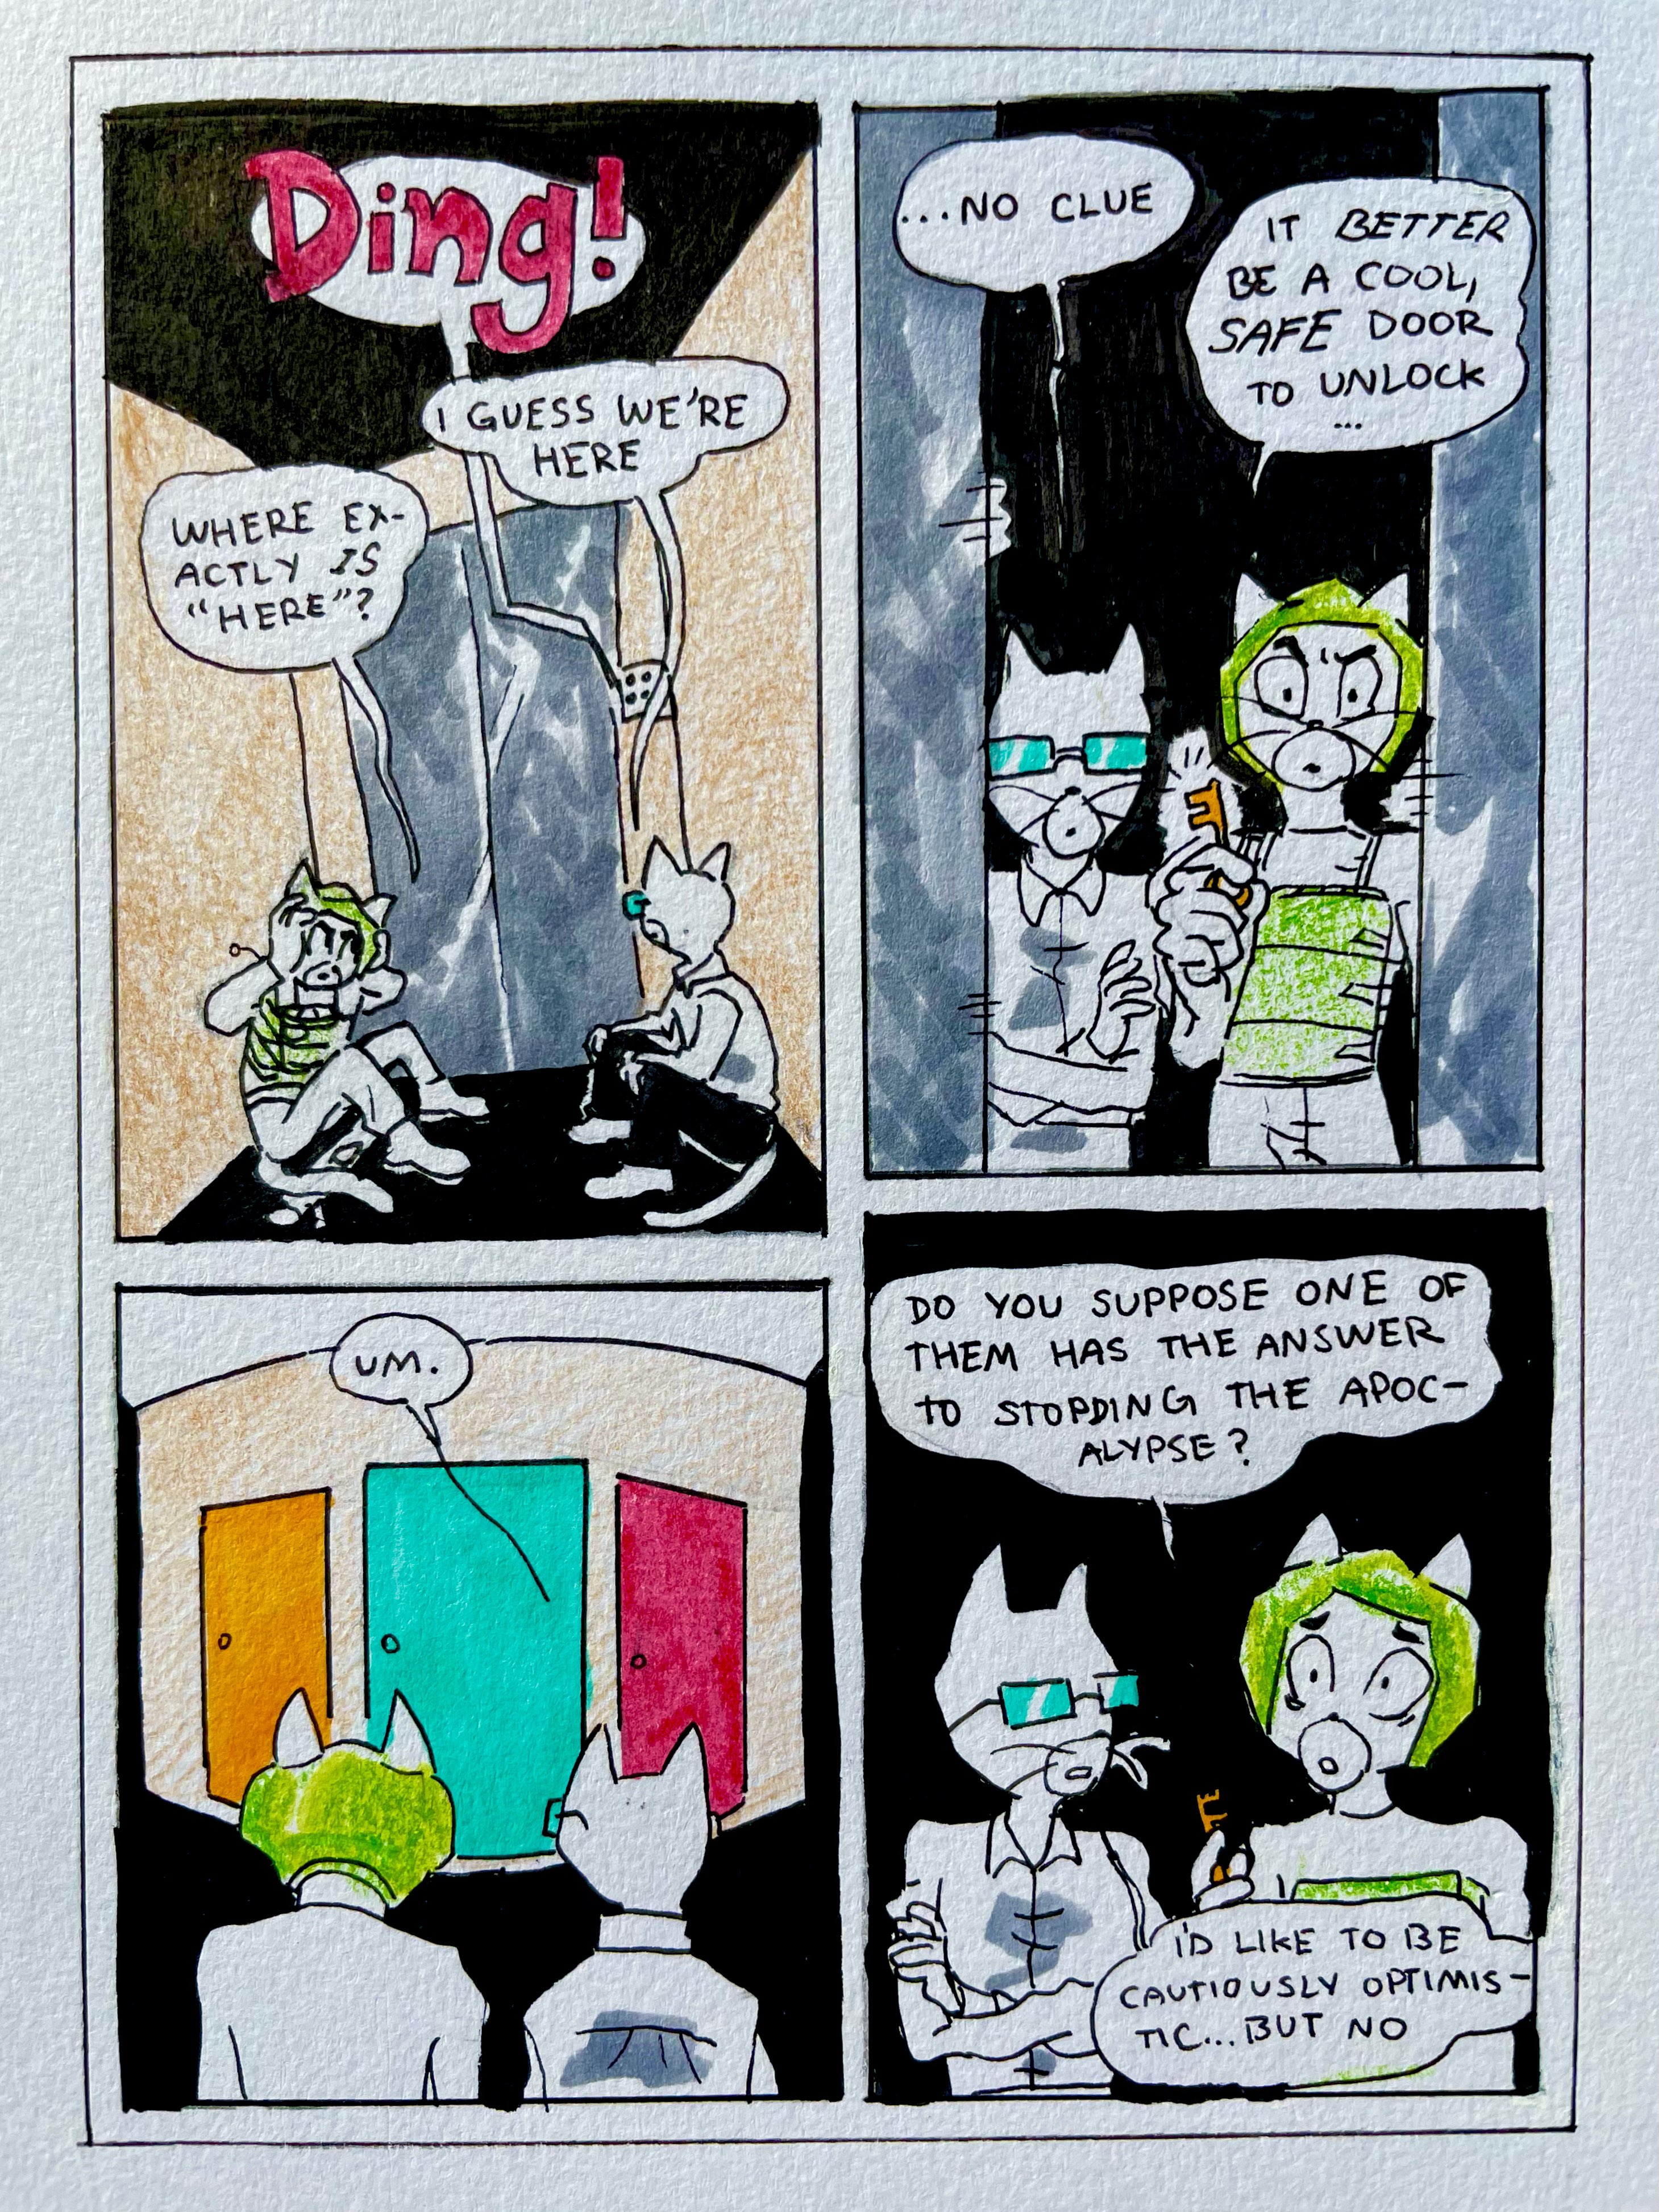 Ding!
I GUESS WE'RE
HERE
WHERE EX-
ACTLY IS
"HERE"?
...NO CLUE
IT BETTER
BE A COOL,
SAFE DOOR
TO UNLOCK
...
UM.
DO YOU SUPPOSE ONE OF
THEM HAS THE ANSWER
TO STOPPING THE APOC-
ALYPSE?
I'D LIKE TO BE
CAUTIOUSLY OPTIMIS-
TIC... BUT NO